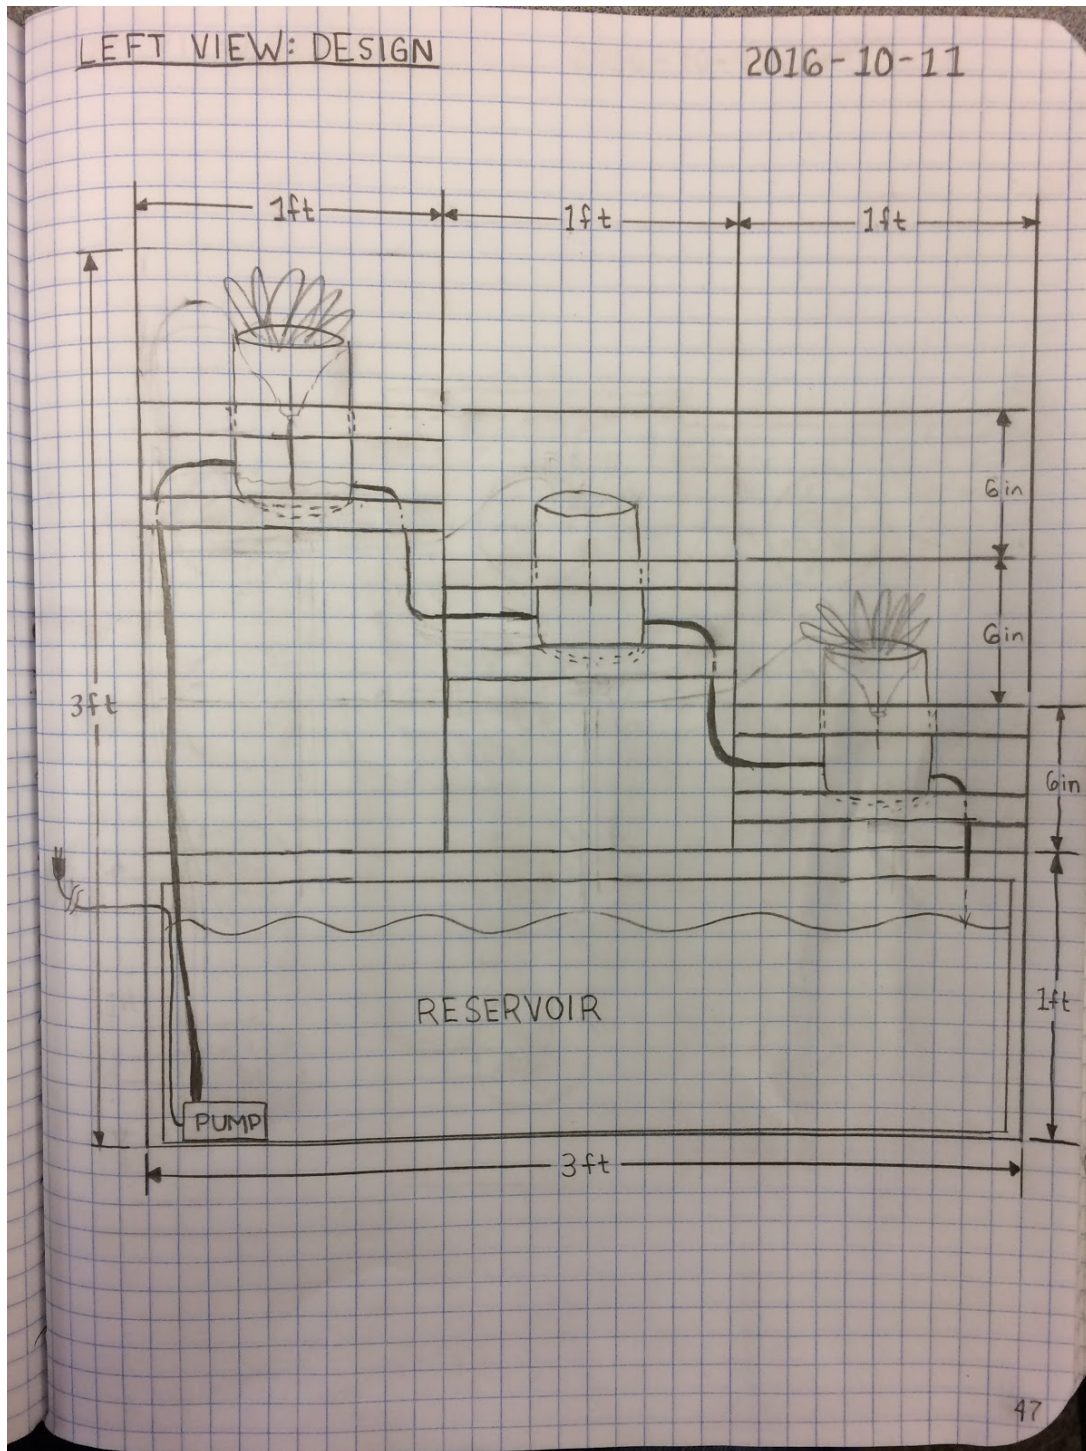 LEFT VIEW: DESIGN
2016-10-11
1ft
1ft
1ft
6in
6in
3ft
6in
1ft
RESERVOIR
PUMP
3ft
47